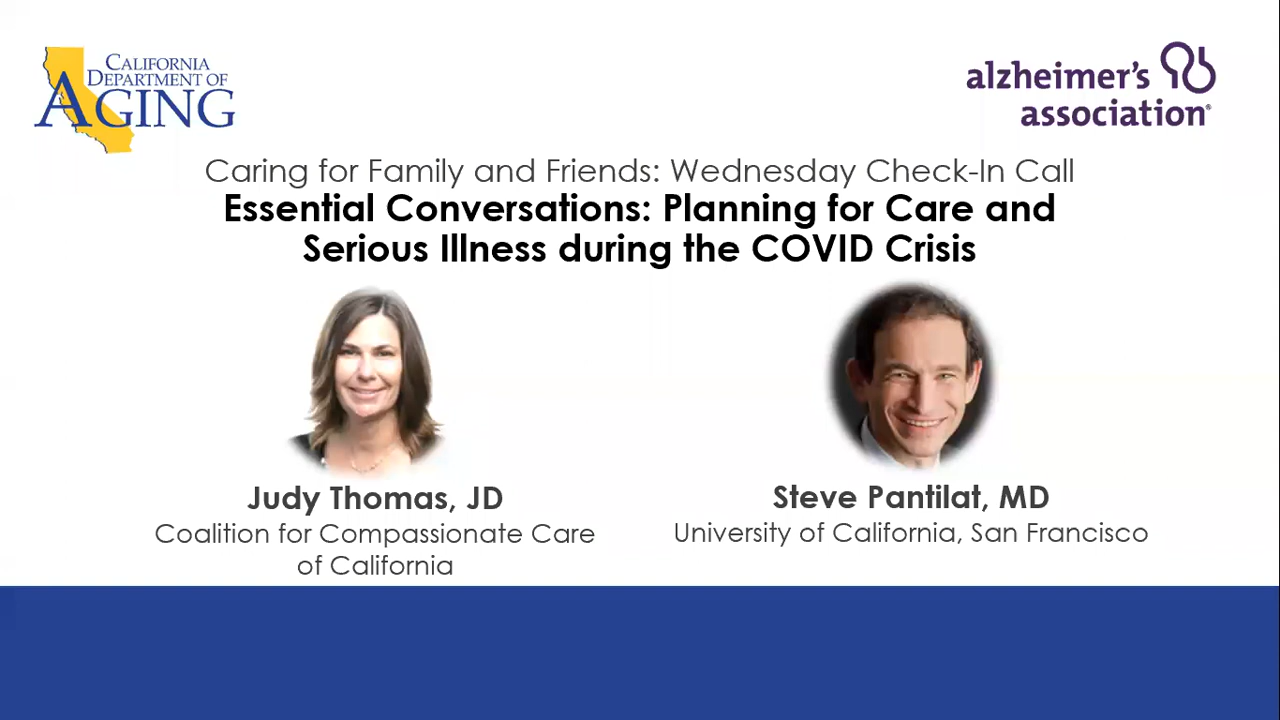 CALIFORNIA
DEPARTMENT OF
AGING
alzheimer's
association®
Caring for Family and Friends: Wednesday Check-In Call
Essential Conversations: Planning for Care and
Serious Illness during the COVID Crisis
Judy Thomas, JD
Coalition for Compassionate Care
of California
Steve Pantilat, MD
University of California, San Francisco